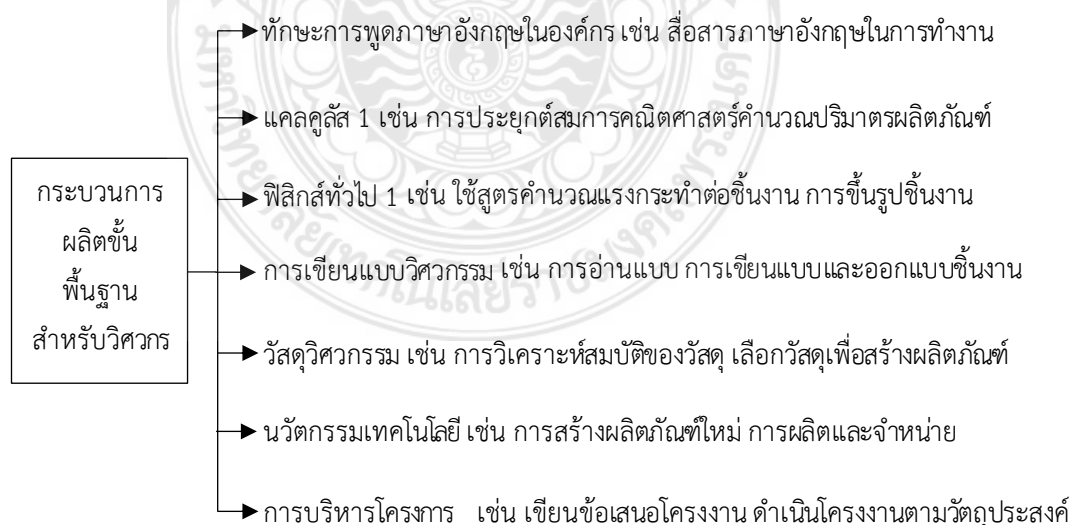 ทักษะการพูดภาษาอังกฤษในองค์กร เช่น สื่อสารภาษาอังกฤษในการทำงาน
แคลคูลัส 1 เช่น การประยุกต์สมการคณิตศาสตร์คำนวณปริมาตรผลิตภัณฑ์
ฟิสิกส์ทั่วไป 1 เช่น ใช้สูตรคำนวณแรงกระทำต่อชิ้นงาน การขึ้นรูปชิ้นงาน
กระบวนการ
ผลิตขั้น
พื้นฐาน
สำหรับวิศวกร
การเขียนแบบวิศวกรรม เช่น การอ่านแบบ การเขียนแบบและออกแบบชิ้นงาน
วัสดุวิศวกรรม เช่น การวิเคราะห์สมบัติของวัสดุ เลือกวัสดุเพื่อสร้างผลิตภัณฑ์
นวัตกรรมเทคโนโลยี เช่น การสร้างผลิตภัณฑ์ใหม่ การผลิตและจำหน่าย
การบริหารโครงการ เช่น เขียนข้อเสนอโครงงาน ดำเนินโครงงานตามวัตถุประสงค์